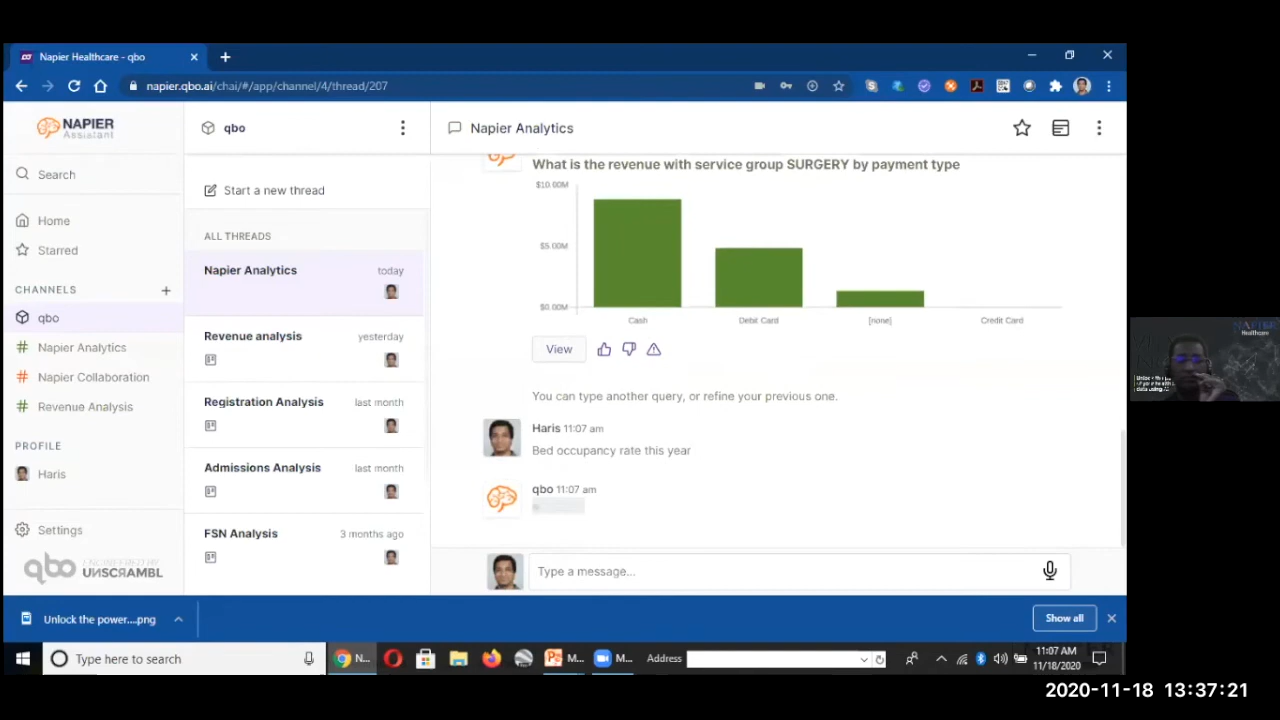 Napier Healthcare - qbo
napier.qbo.ai/chai/#/app/channel/4/thread/207
NAPIER
Assistant
Search
Home
Starred
CHANNELS
qbo
Napier Analytics
Napier Collaboration
Revenue Analysis
PROFILE
Haris
Settings
qbo
UNSCRAMBL
qbo
Start a new thread
ALL THREADS
Napier Analytics today
Revenue analysis yesterday
Registration Analysis last month
Admissions Analysis last month
FSN Analysis 3 months ago
Napier Analytics
What is the revenue with service group SURGERY by payment type
$10.00M
$5.00M
$0.00M
Cash Debit Card [none] Credit Card
View
You can type another query, or refine your previous one.
Haris 11:07 am
Bed occupancy rate this year
qbo 11:07 am
Type a message...
NAPIER
Healthcare
Unlock the power....png
Show all
Type here to search
N...
M...
M...
Address
11:07 AM
11/18/2020
2020-11-18 13:37:21